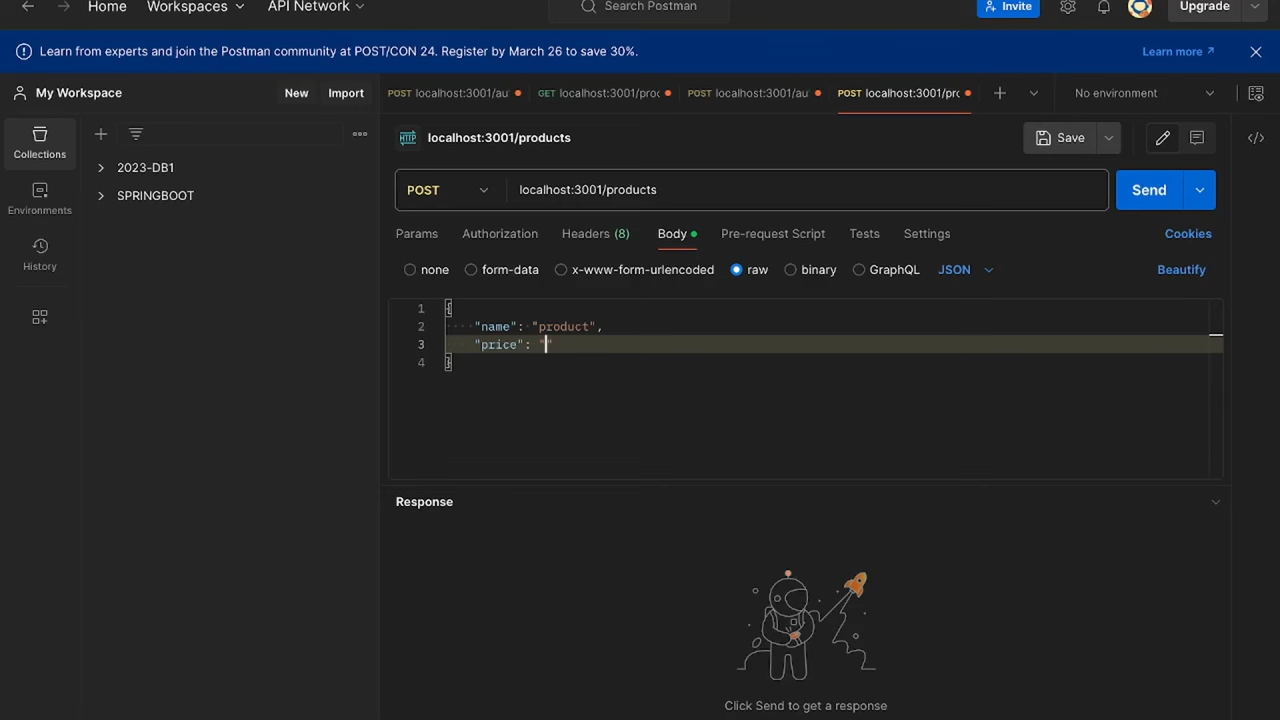 Home Workspaces API Network Search Postman Invite Upgrade
Learn from experts and join the Postman community at POST/CON 24. Register by March 26 to save 30%. Learn more
My Workspace New Import POST localhost:3001/au GET localhost:3001/pro POST localhost:3001/au POST localhost:3001/pro No environment
Collections
Environments
History
2023-DB1
SPRINGBOOT
HTTP localhost:3001/products Save
POST localhost:3001/products Send
Params Authorization Headers (8) Body Pre-request Script Tests Settings Cookies
none form-data x-www-form-urlencoded raw binary GraphQL JSON Beautify
1 {
2 "name": "product",
3 "price": ""
4 }
Response
Click Send to get a response